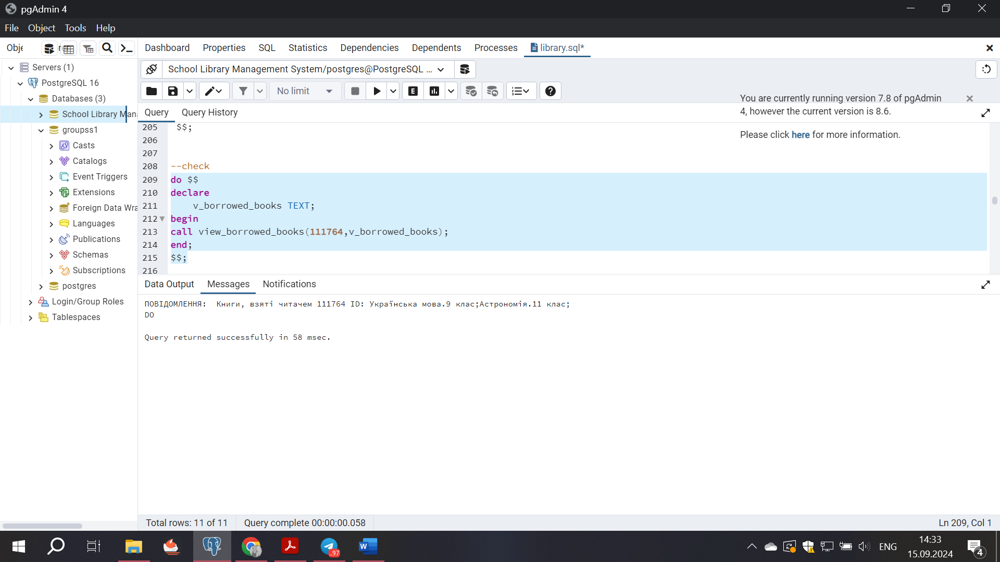 pgAdmin 4
File Object Tools Help
Obje
Dashboard Properties SQL Statistics Dependencies Dependents Processes library.sql*
Servers (1)
PostgreSQL 16
Databases (3)
School Library Mana
groupss1
Casts
Catalogs
Event Triggers
Extensions
Foreign Data Wra
Languages
Publications
Schemas
Subscriptions
postgres
Login/Group Roles
Tablespaces
School Library Management System/postgres@PostgreSQL ...
No limit
E
You are currently running version 7.8 of pgAdmin
4, however the current version is 8.6.
Please click here for more information.
Query Query History
205 $$;
206
207
208 --check
209 do $$
210 declare
211 v_borrowed_books TEXT;
212 begin
213 call view_borrowed_books(111764,v_borrowed_books);
214 end;
215 $$;
216
Data Output Messages Notifications
ПОВІДОМЛЕННЯ: Книги, взяті читачем 111764 ID: Українська мова.9 клас;Астрономія.11 клас;
DO
Query returned successfully in 58 msec.
Total rows: 11 of 11 Query complete 00:00:00.058 Ln 209, Col 1
..97
W
ENG
14:33
15.09.2024
4